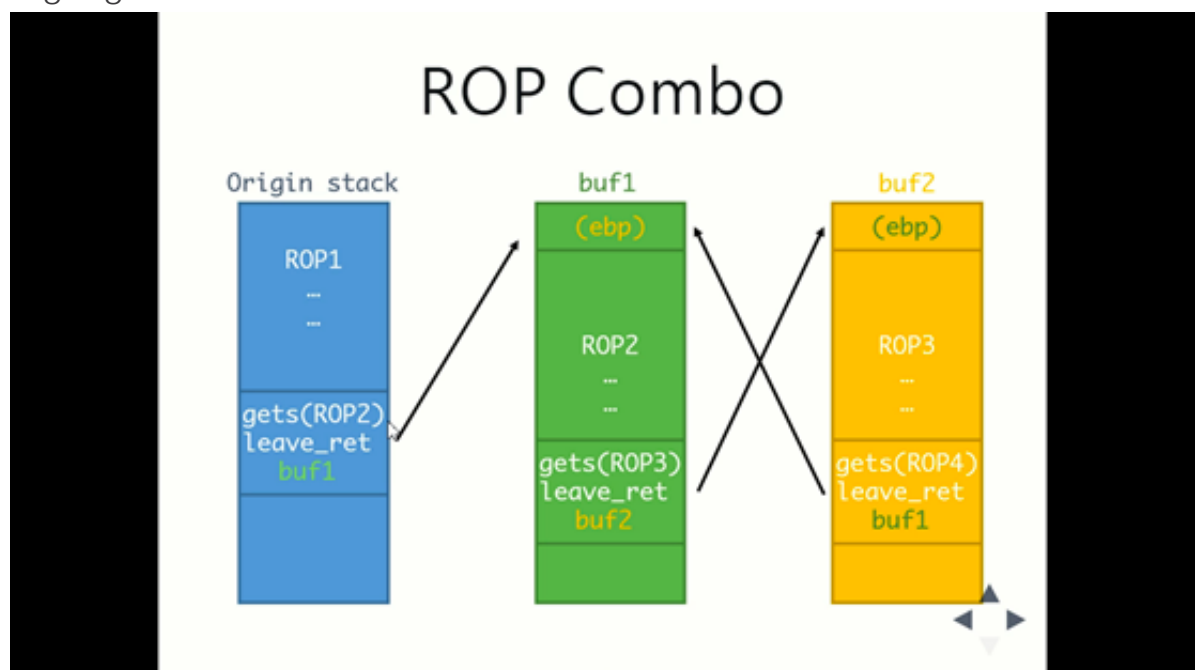 ROP Combo
Origin stack
ROP1
...
...
gets(ROP2)
leave_ret
buf1
buf1
(ebp)
ROP2
...
...
gets(ROP3)
leave_ret
buf2
buf2
(ebp)
ROP3
...
...
gets(ROP4)
leave_ret
buf1